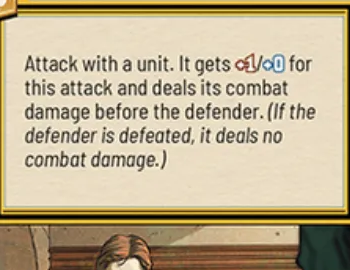 Attack with a unit. It gets +1/+0 for
this attack and deals its combat
damage before the defender. (If the
defender is defeated, it deals no
combat damage.)